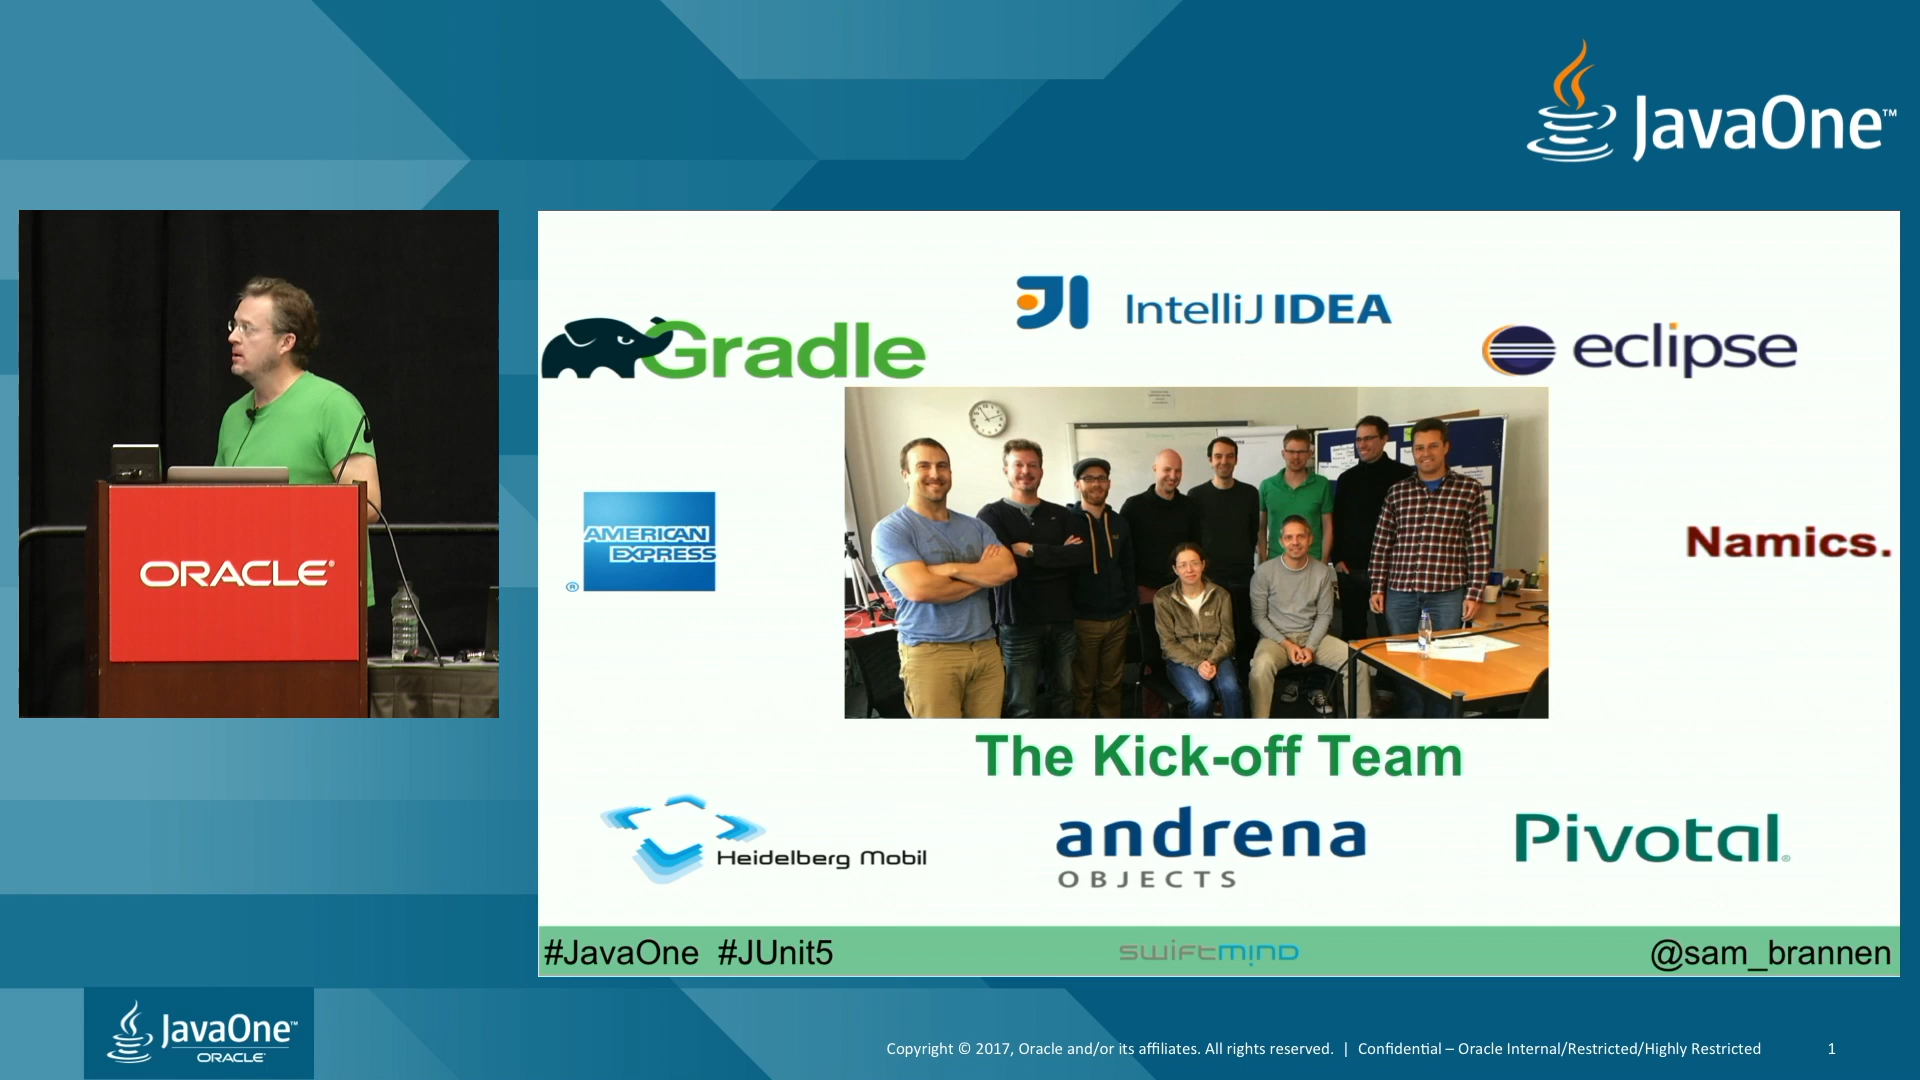 JavaOne™
IntelliJ IDEA
Gradle
eclipse
AMERICAN
EXPRESS
®
Namics.
ORACLE®
The Kick-off Team
Heidelberg Mobil
andrena
OBJECTS
Pivotal®
#JavaOne #JUnit5
swiftmind
@sam_brannen
JavaOne™
ORACLE®
Copyright © 2017, Oracle and/or its affiliates. All rights reserved. | Confidential – Oracle Internal/Restricted/Highly Restricted 1